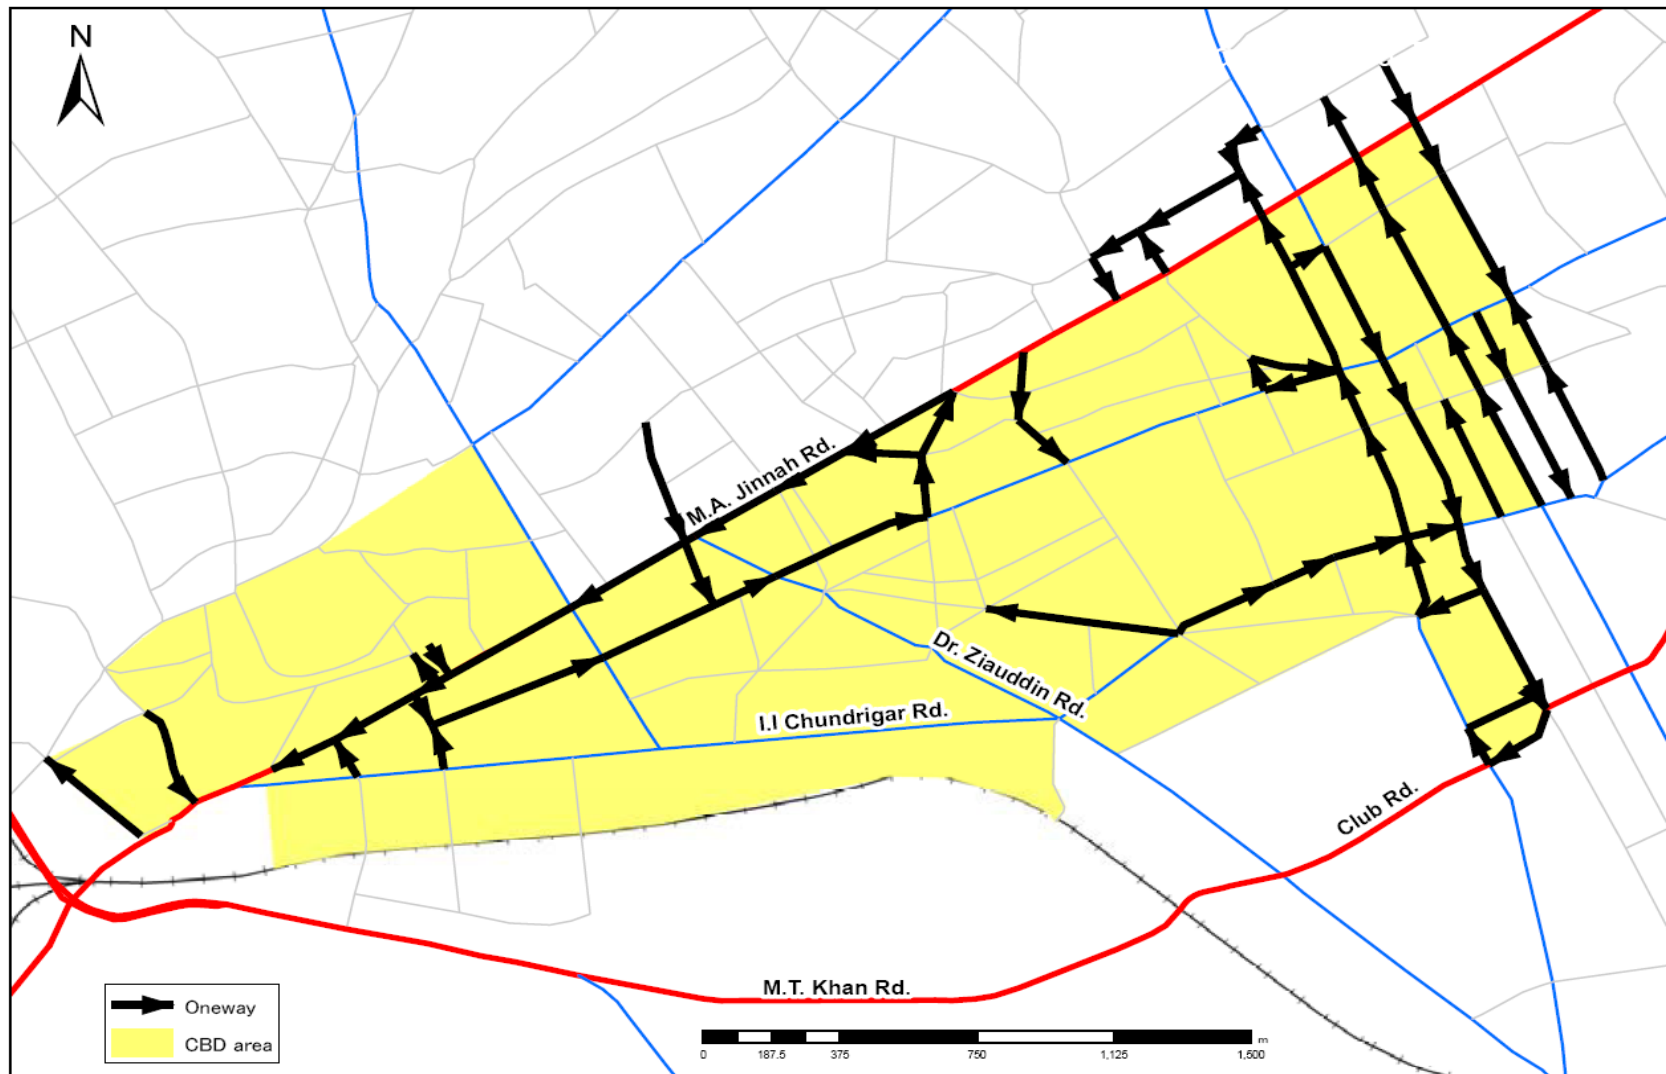 N
M.A. Jinnah Rd.
Dr. Ziauddin Rd.
I.I Chundrigar Rd.
Club Rd.
M.T. Khan Rd.
Oneway
CBD area
0 187.5 375 750 1,125 1,500 m